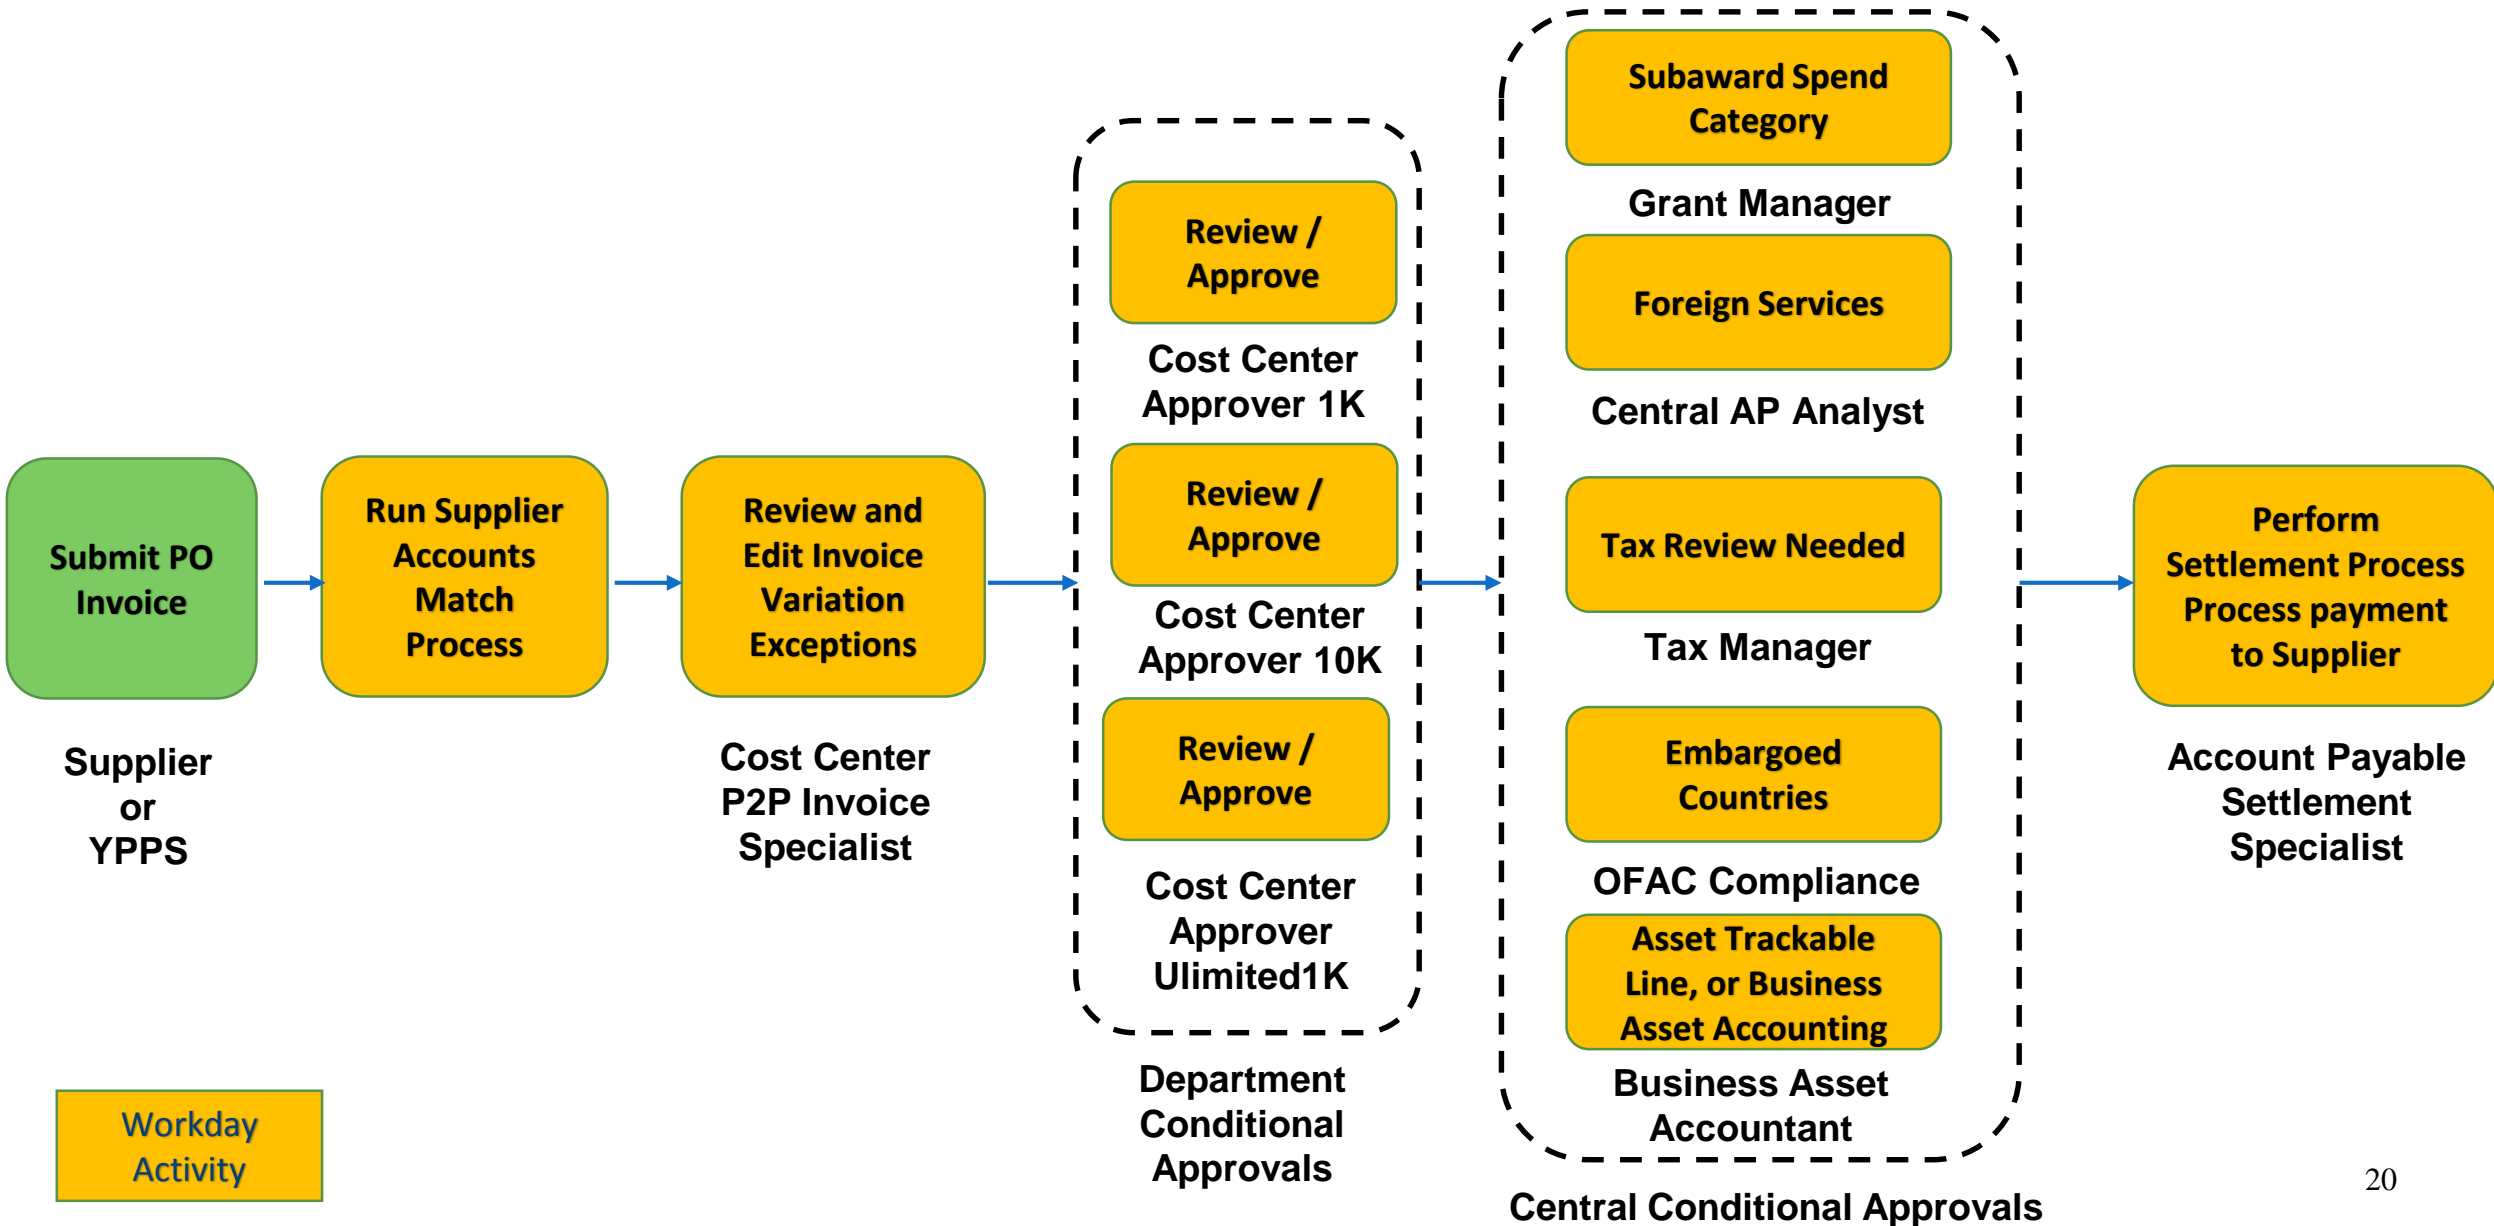 Submit PO
Invoice
Supplier
or
YPPS
Run Supplier
Accounts
Match
Process
Review and
Edit Invoice
Variation
Exceptions
Cost Center
P2P Invoice
Specialist
Review /
Approve
Cost Center
Approver 1K
Review /
Approve
Cost Center
Approver 10K
Review /
Approve
Cost Center
Approver
Ulimited1K
Department
Conditional
Approvals
Subaward Spend
Category
Grant Manager
Foreign Services
Central AP Analyst
Tax Review Needed
Tax Manager
Embargoed
Countries
OFAC Compliance
Asset Trackable
Line, or Business
Asset Accounting
Business Asset
Accountant
Central Conditional Approvals
Perform
Settlement Process
Process payment
to Supplier
Account Payable
Settlement
Specialist
Workday
Activity
20